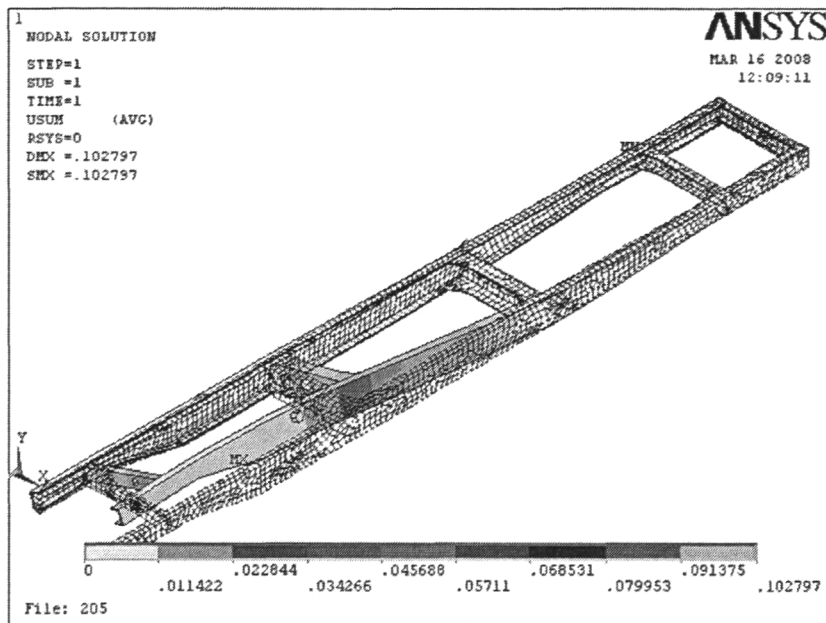 1
NODAL SOLUTION
ANSYS
STEP=1
SUB =1
TIME=1
USUM (AVG)
RSYS=0
DMX =.102797
SMX =.102797
MAR 16 2008
12:09:11
MN
Y
X
MX
0 .022844 .045688 .068531 .091375
.011422 .034266 .05711 .079953 .102797
File: 205